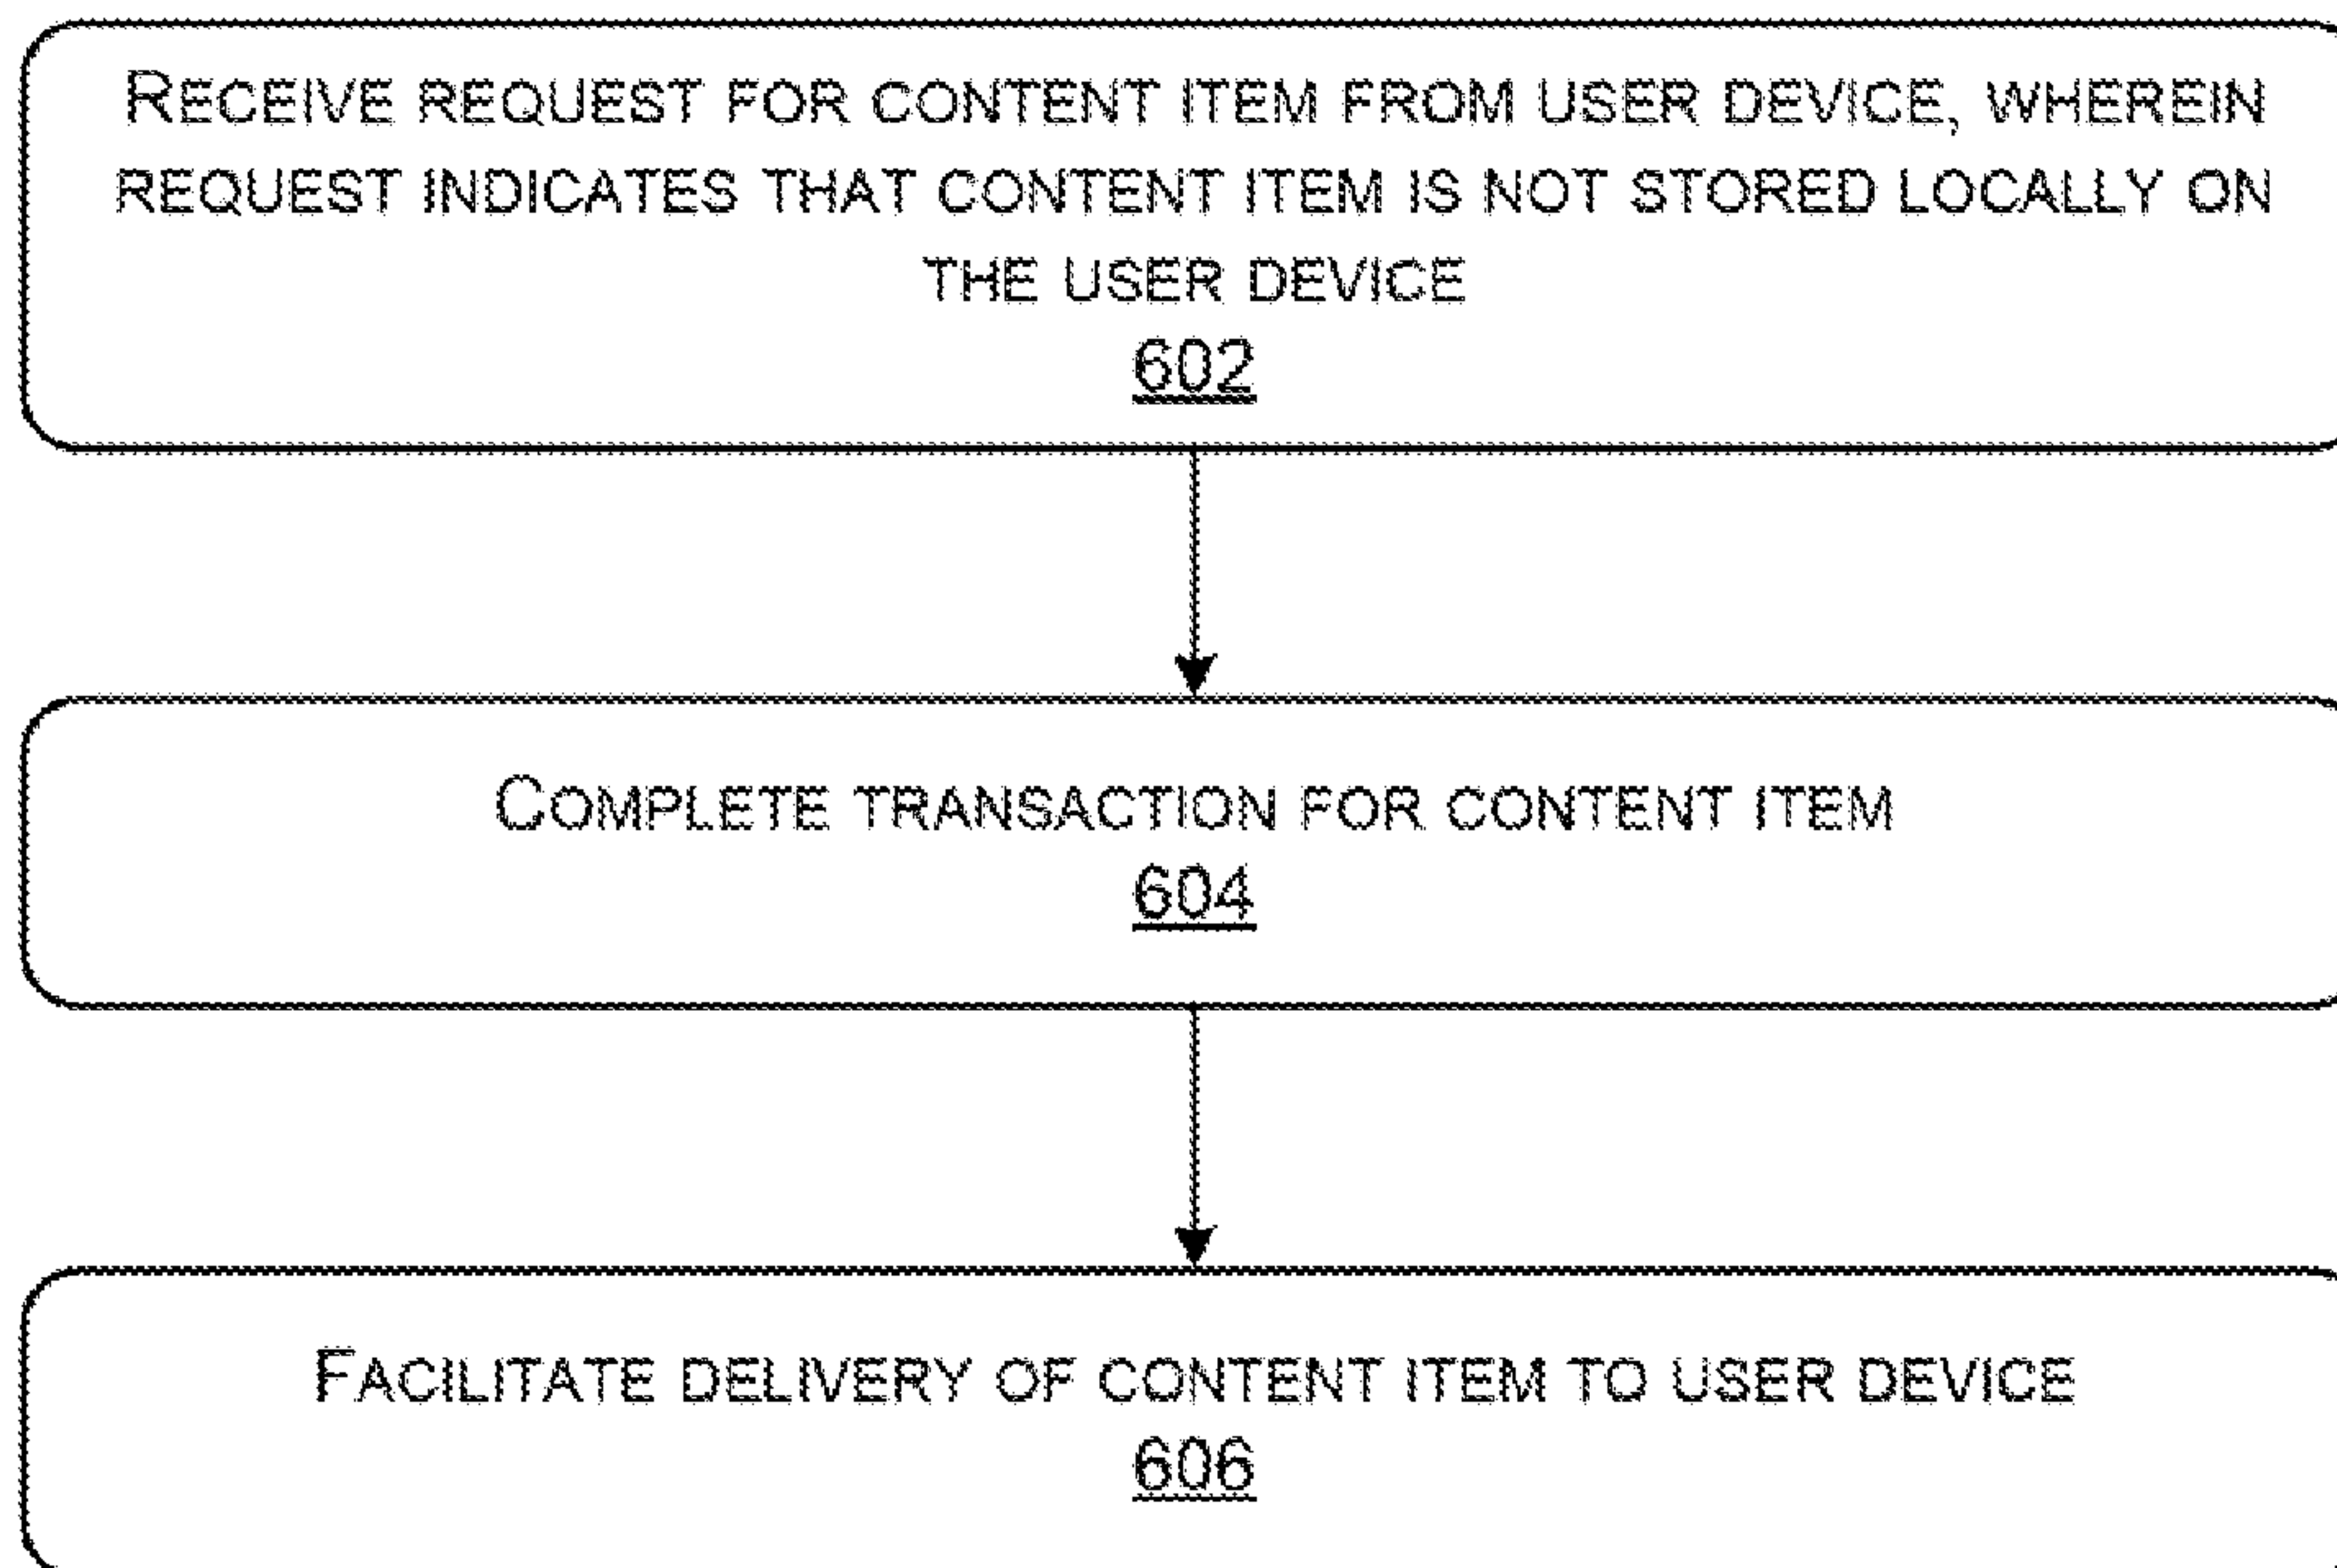 RECEIVE REQUEST FOR CONTENT ITEM FROM USER DEVICE, WHEREIN
REQUEST INDICATES THAT CONTENT ITEM IS NOT STORED LOCALLY ON
THE USER DEVICE
602
COMPLETE TRANSACTION FOR CONTENT ITEM
604
FACILITATE DELIVERY OF CONTENT ITEM TO USER DEVICE
606